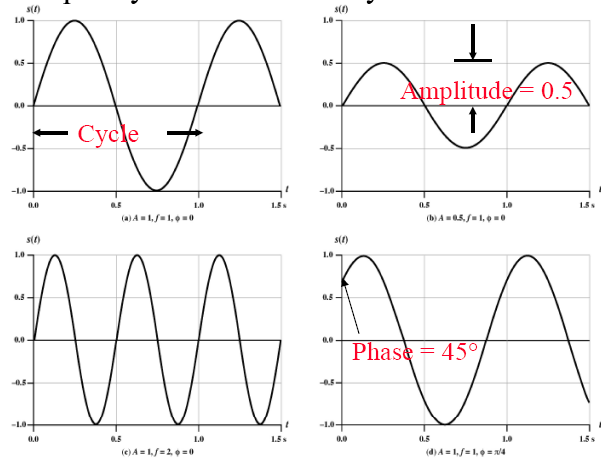 s(t)
1.0
0.5
0.0
Cycle
−0.5
−1.0
0.0 0.5 1.0 1.5 s
t
(a) A = 1, f = 1, φ = 0
s(t)
1.0
0.5
Amplitude = 0.5
0.0
−0.5
−1.0
0.0 0.5 1.0 1.5 s
t
(b) A = 0.5, f = 1, φ = 0
s(t)
1.0
0.5
0.0
−0.5
−1.0
0.0 0.5 1.0 1.5 s
t
(c) A = 1, f = 2, φ = 0
s(t)
1.0
0.5
0.0
Phase = 45°
−0.5
−1.0
0.0 0.5 1.0 1.5 s
t
(d) A = 1, f = 1, φ = π/4